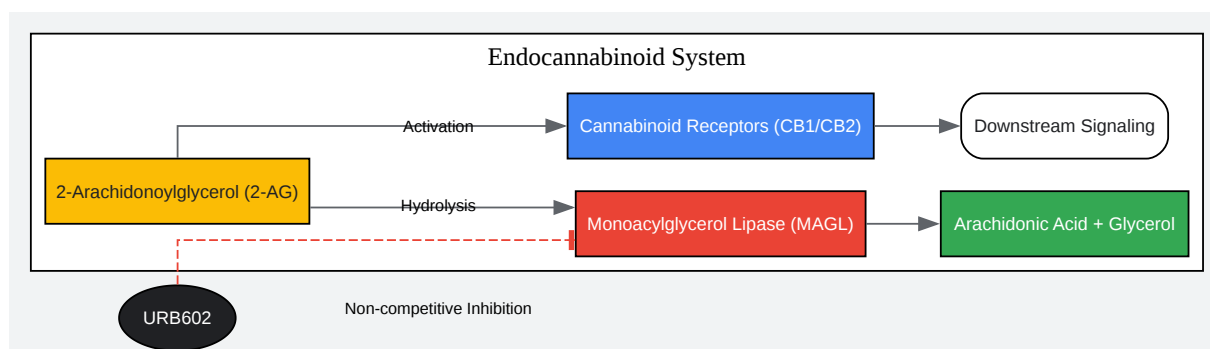 Endocannabinoid System
Activation
Cannabinoid Receptors (CB1/CB2)
Downstream Signaling
2-Arachidonoylglycerol (2-AG)
Hydrolysis
Monoacylglycerol Lipase (MAGL)
Arachidonic Acid + Glycerol
URB602
Non-competitive Inhibition